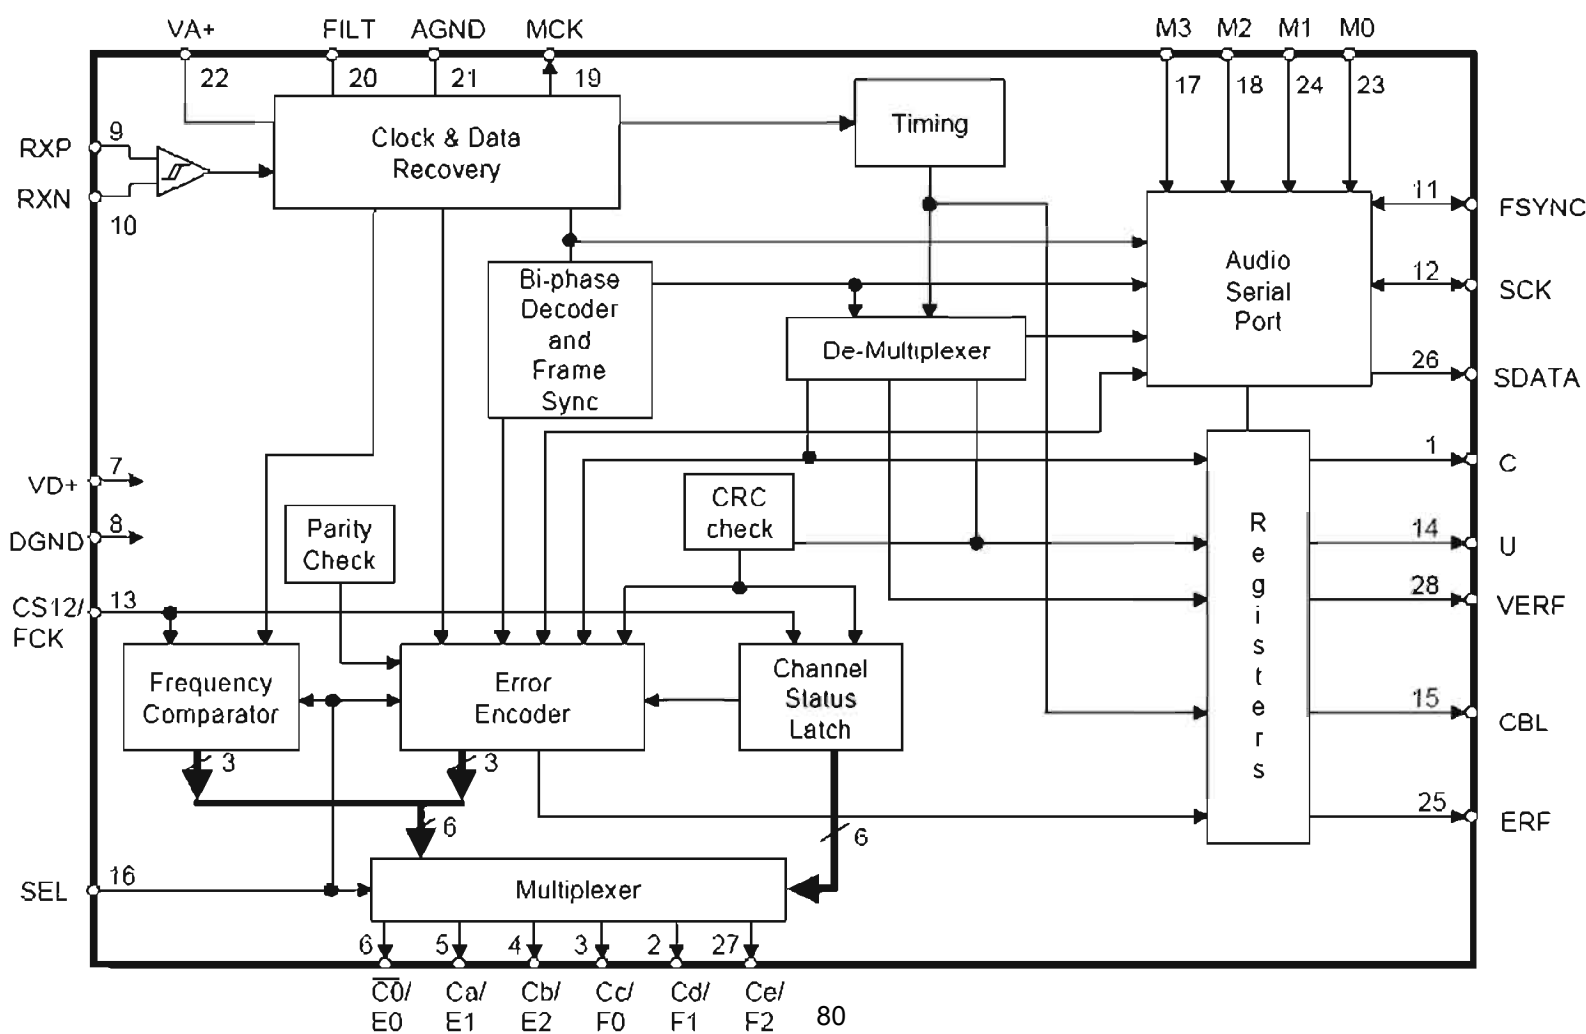 VA+ FILT AGND MCK M3 M2 M1 M0
22 20 21 19 17 18 24 23
Clock & Data
Recovery
Timing
RXP 9
RXN 10
11 FSYNC
Audio
Serial
Port
12 SCK
26 SDATA
Bi-phase
Decoder
and
Frame
Sync
De-Multiplexer
VD+ 7
DGND 8
CS12/
FCK
13
Parity
Check
CRC
check
Registers
1 C
14 U
28 VERF
15 CBL
25 ERF
Frequency
Comparator
Error
Encoder
Channel
Status
Latch
3 3
6 6
SEL 16
Multiplexer
6 5 4 3 2 27
C0/ Ca/ Cb/ Cc/ Cd/ Ce/
E0 E1 E2 F0 F1 F2
80